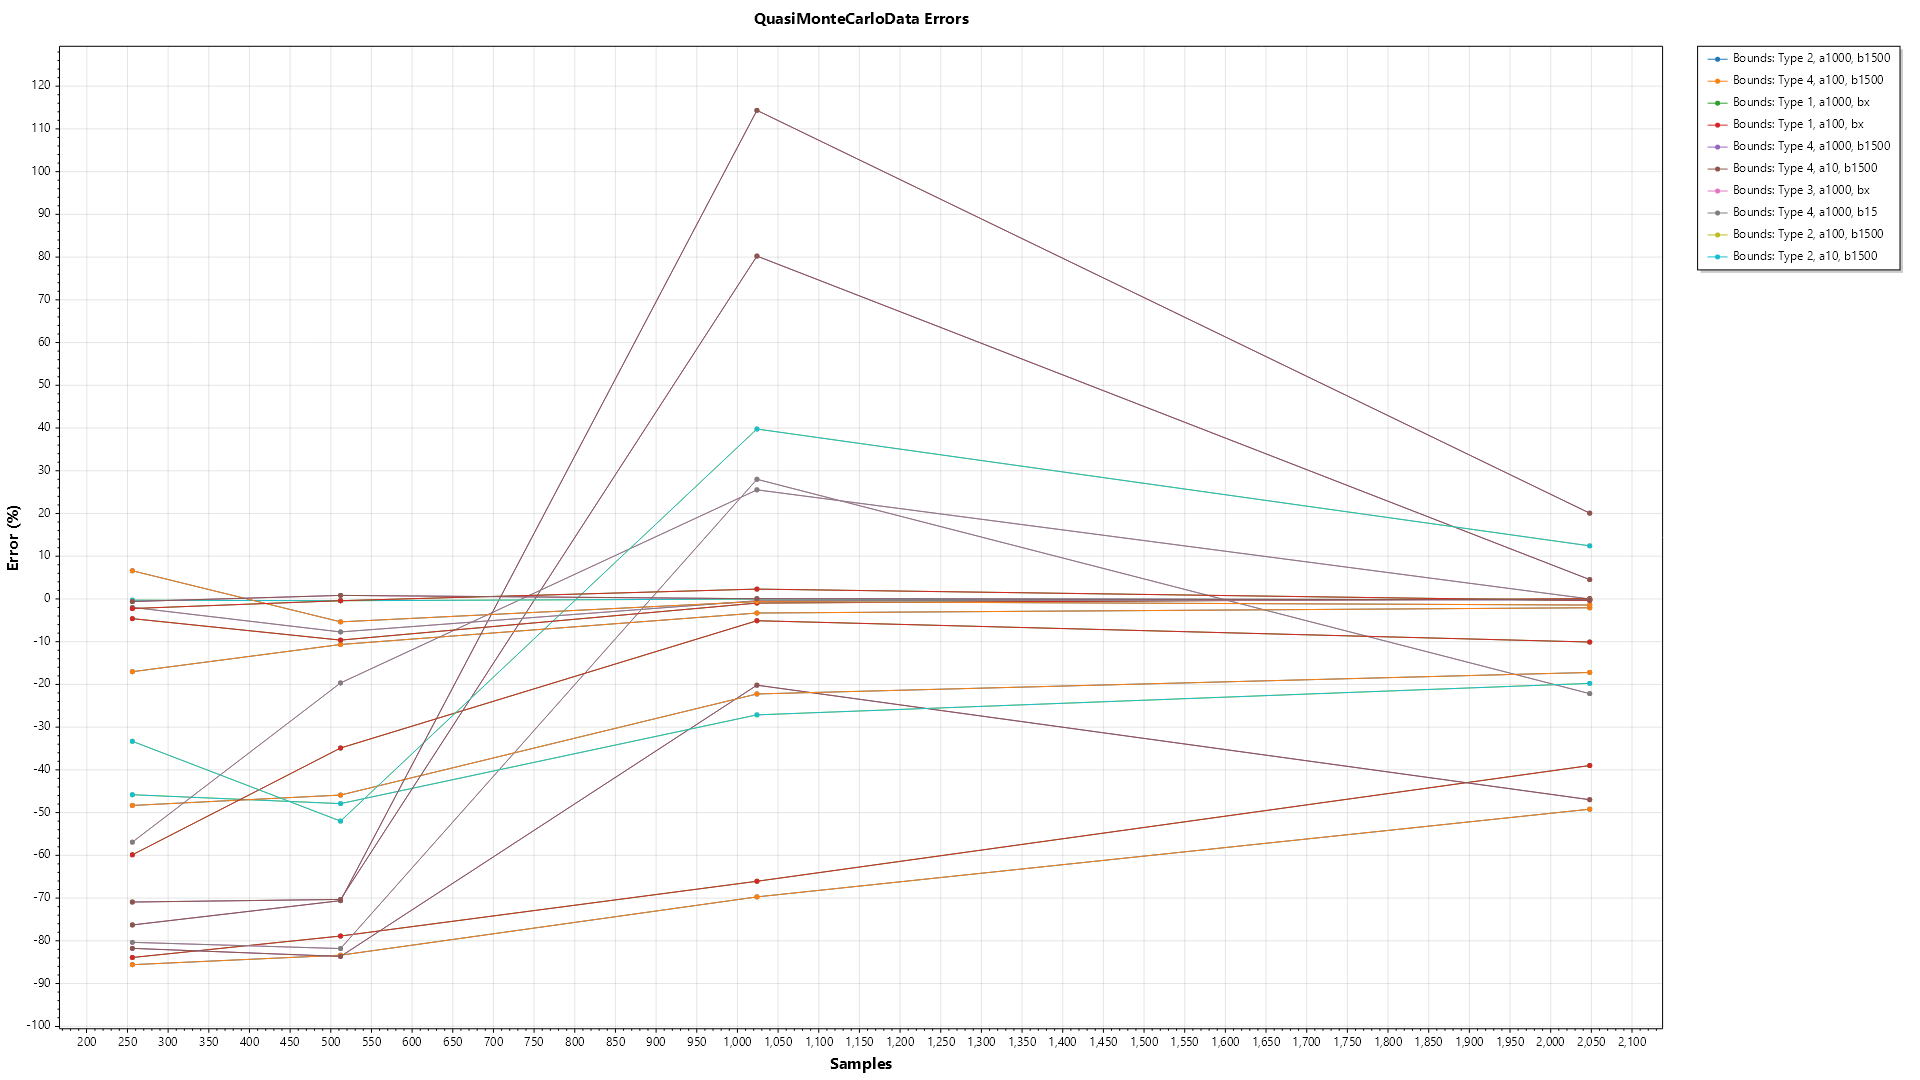 QuasiMonteCarloData Errors
Bounds: Type 2, a1000, b1500
Bounds: Type 4, a100, b1500
Bounds: Type 1, a1000, bx
Bounds: Type 1, a100, bx
Bounds: Type 4, a1000, b1500
Bounds: Type 4, a10, b1500
Bounds: Type 3, a1000, bx
Bounds: Type 4, a1000, b15
Bounds: Type 2, a100, b1500
Bounds: Type 2, a10, b1500
Error (%)
120
110
100
90
80
70
60
50
40
30
20
10
0
-10
-20
-30
-40
-50
-60
-70
-80
-90
-100
200 250 300 350 400 450 500 550 600 650 700 750 800 850 900 950 1,000 1,050 1,100 1,150 1,200 1,250 1,300 1,350 1,400 1,450 1,500 1,550 1,600 1,650 1,700 1,750 1,800 1,850 1,900 1,950 2,000 2,050 2,100
Samples